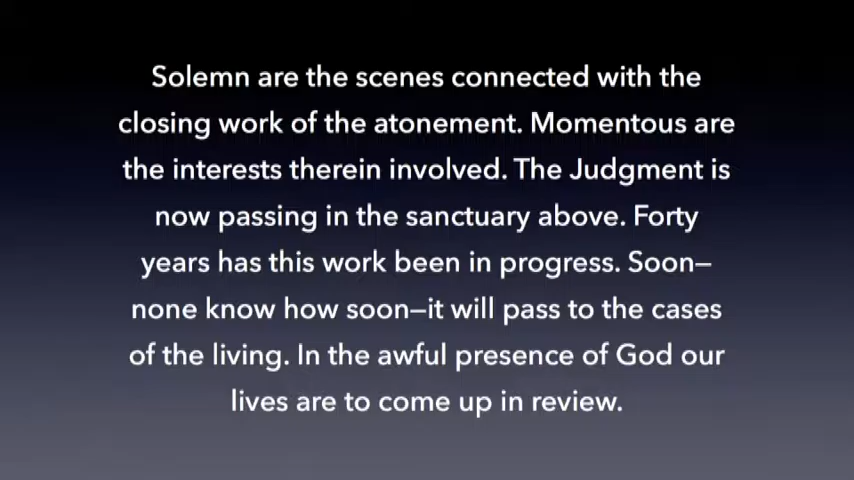 Solemn are the scenes connected with the
closing work of the atonement. Momentous are
the interests therein involved. The Judgment is
now passing in the sanctuary above. Forty
years has this work been in progress. Soon—
none know how soon—it will pass to the cases
of the living. In the awful presence of God our
lives are to come up in review.